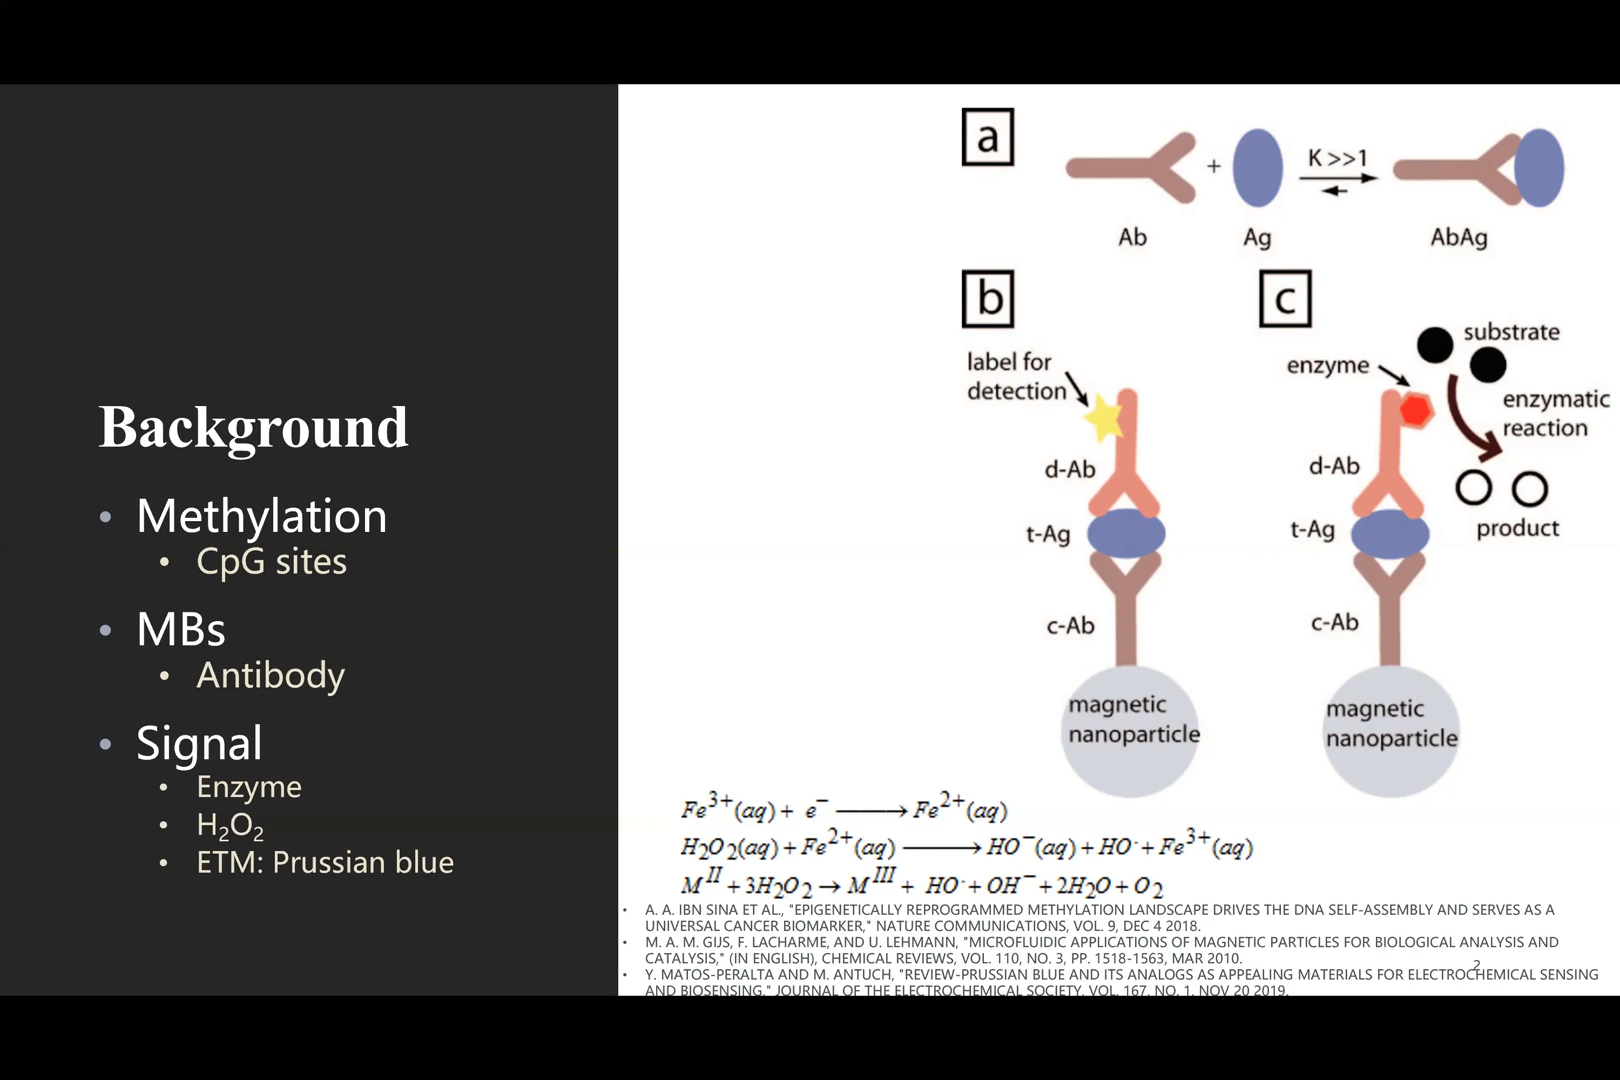 Background
• Methylation
• CpG sites
• MBs
• Antibody
• Signal
• Enzyme
• H₂O₂
• ETM: Prussian blue
a
Ab
+
Ag
K >>1
AbAg
b
label for
detection
d-Ab
t-Ag
c-Ab
magnetic
nanoparticle
c
substrate
enzyme
enzymatic
reaction
d-Ab
t-Ag
product
c-Ab
magnetic
nanoparticle
Fe³⁺(aq) + e⁻ ⟶ Fe²⁺(aq)
H₂O₂(aq) + Fe²⁺(aq) ⟶ HO⁻(aq) + HO· + Fe³⁺(aq)
M^II + 3H₂O₂ → M^III + HO· + OH⁻ + 2H₂O + O₂
• A. A. IBN SINA ET AL., "EPIGENETICALLY REPROGRAMMED METHYLATION LANDSCAPE DRIVES THE DNA SELF-ASSEMBLY AND SERVES AS A
UNIVERSAL CANCER BIOMARKER," NATURE COMMUNICATIONS, VOL. 9, DEC 4 2018.
• M. A. M. GIJS, F. LACHARME, AND U. LEHMANN, "MICROFLUIDIC APPLICATIONS OF MAGNETIC PARTICLES FOR BIOLOGICAL ANALYSIS AND
CATALYSIS," (IN ENGLISH), CHEMICAL REVIEWS, VOL. 110, NO. 3, PP. 1518-1563, MAR 2010.
• Y. MATOS-PERALTA AND M. ANTUCH, "REVIEW-PRUSSIAN BLUE AND ITS ANALOGS AS APPEALING MATERIALS FOR ELECTROCHEMICAL SENSING
AND BIOSENSING," JOURNAL OF THE ELECTROCHEMICAL SOCIETY, VOL. 167, NO. 1, NOV 20 2019.
2